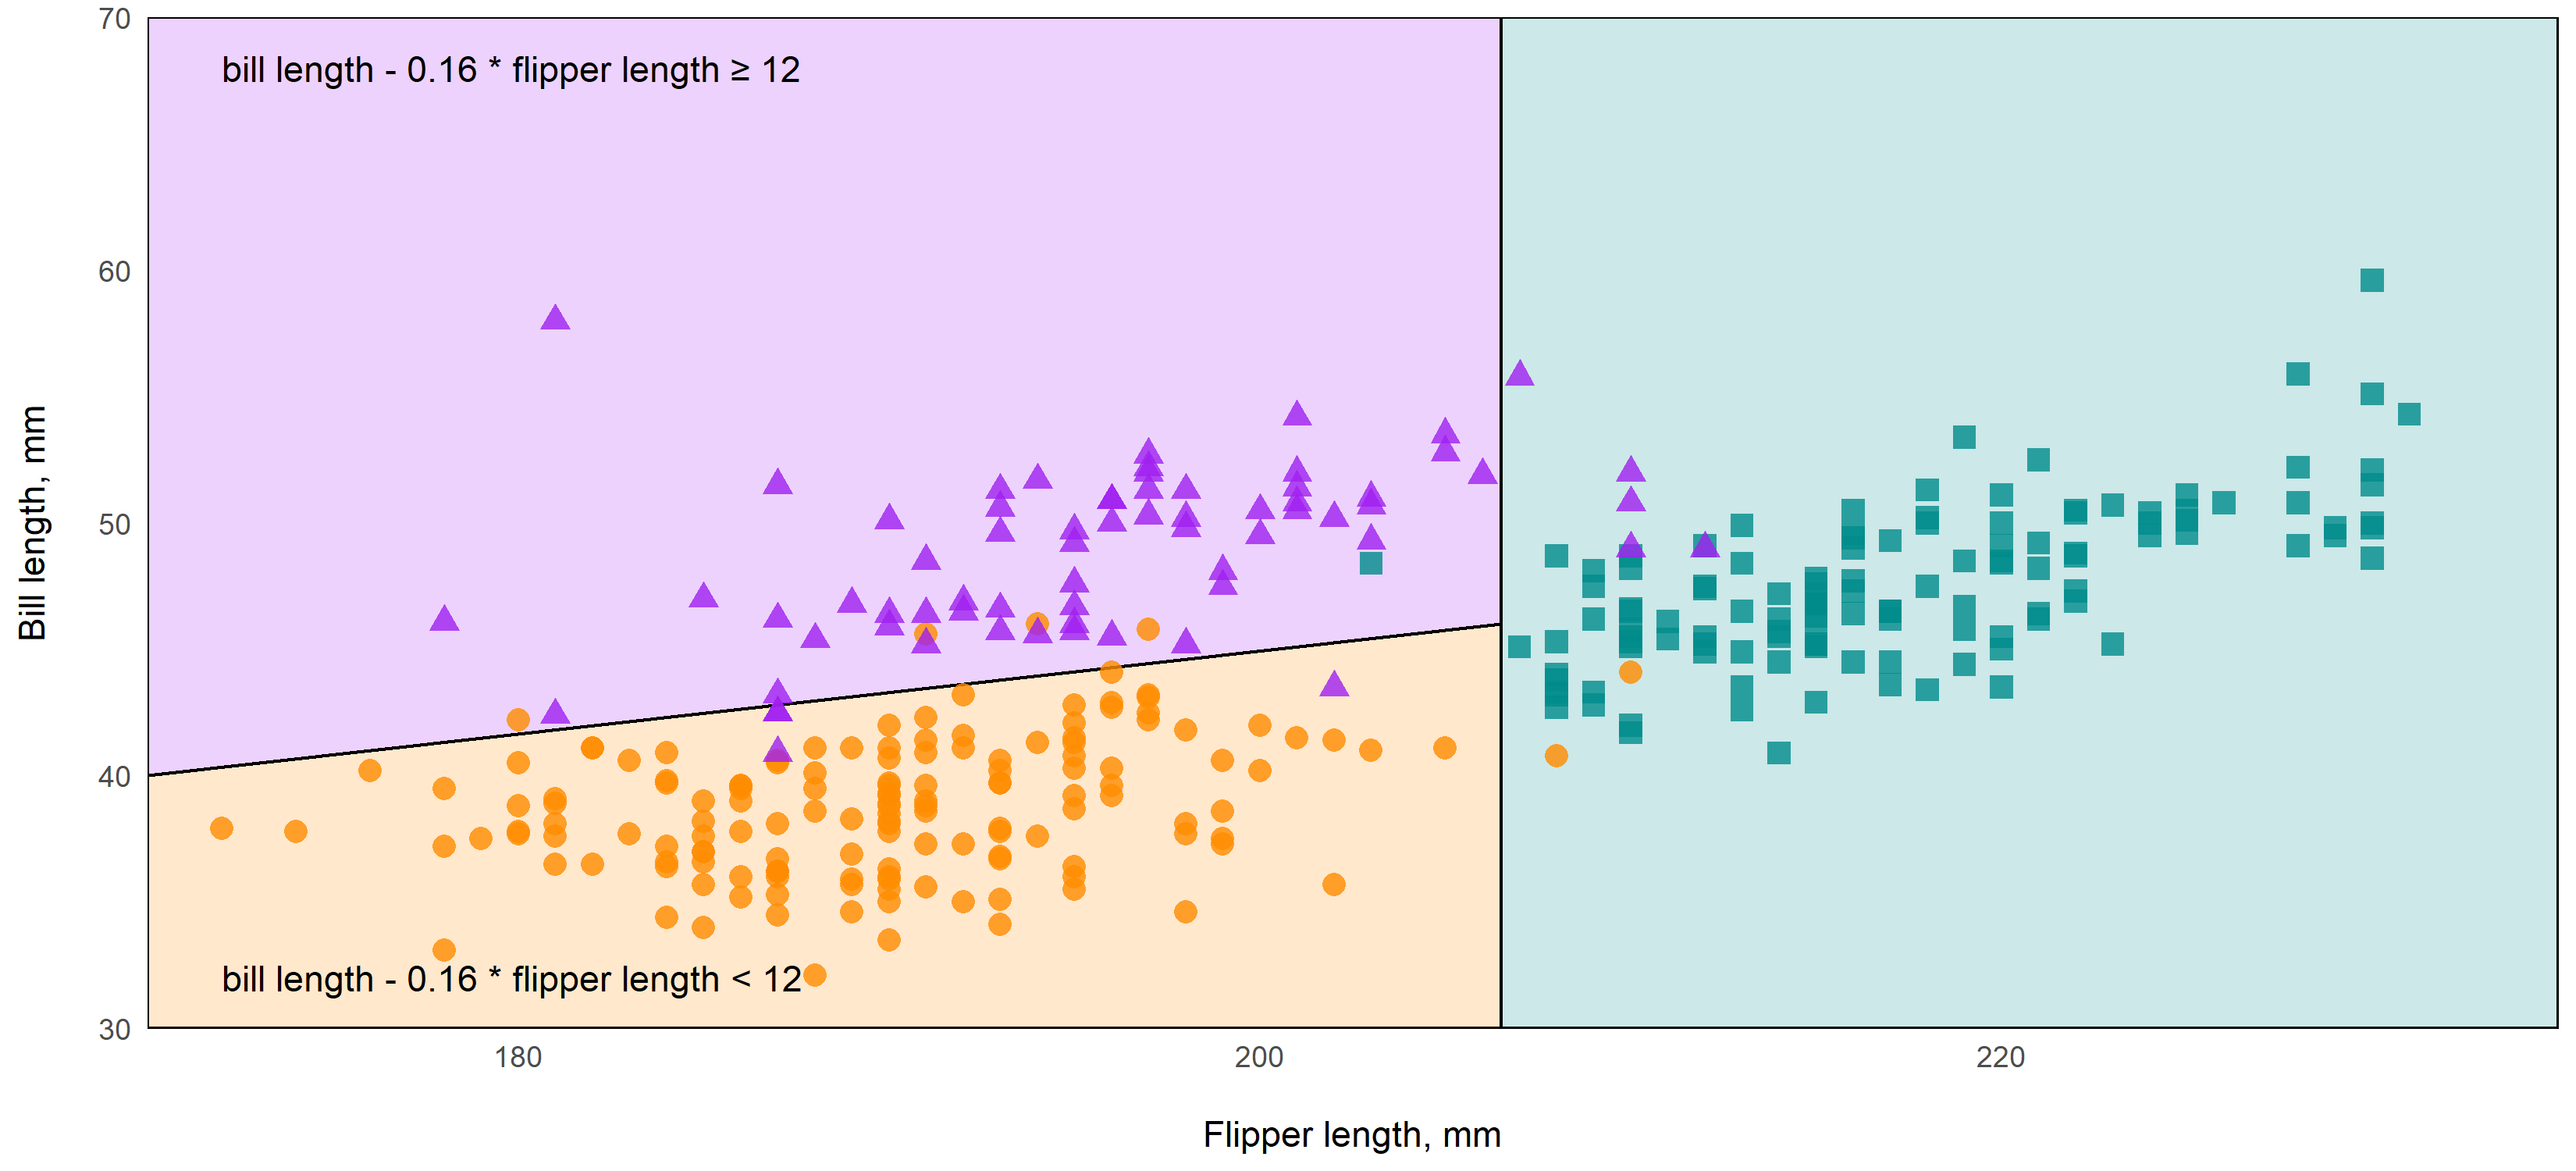 70
bill length - 0.16 * flipper length ≥ 12
60
50
Bill length, mm
40
bill length - 0.16 * flipper length < 12
30
180 200 220
Flipper length, mm